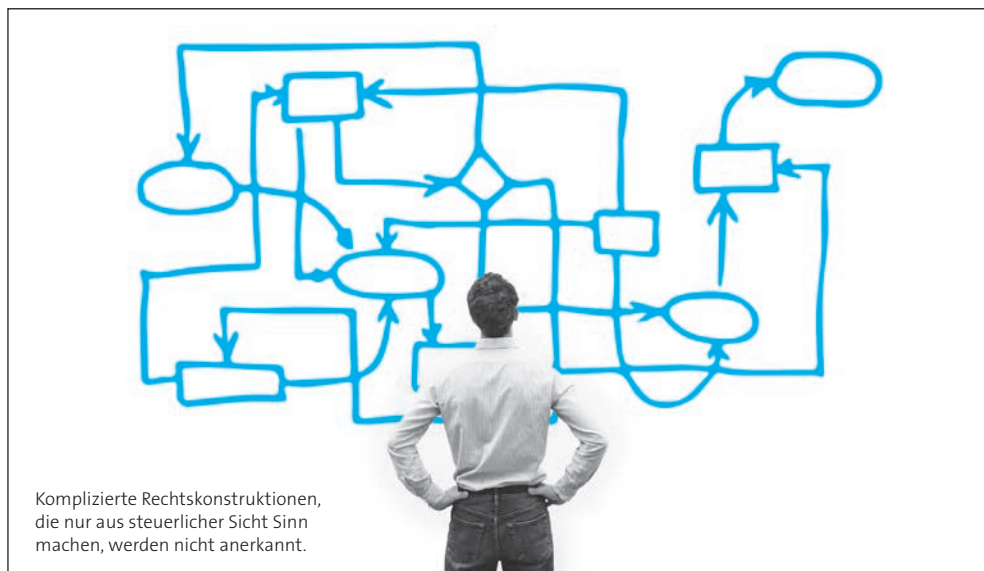 Komplizierte Rechtskonstruktionen,
die nur aus steuerlicher Sicht Sinn
machen, werden nicht anerkannt.